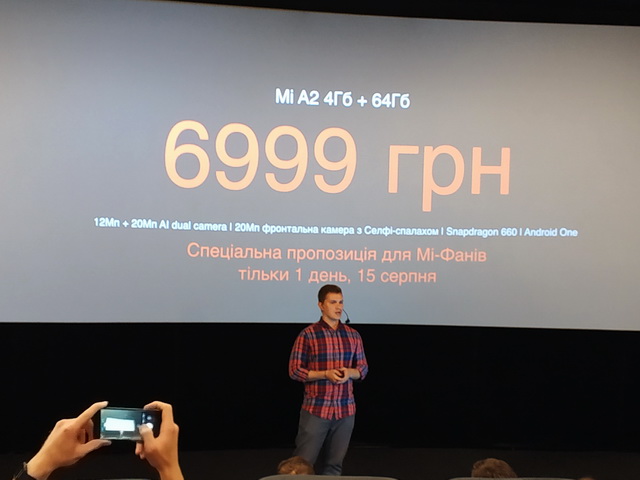 Mi A2 4Гб + 64Гб
6999 грн
12Мп + 20Мп AI dual camera | 20Мп фронтальна камера з Селфі-спалахом | Snapdragon 660 | Android One
Спеціальна пропозиція для Мі-Фанів
тільки 1 день, 15 серпня